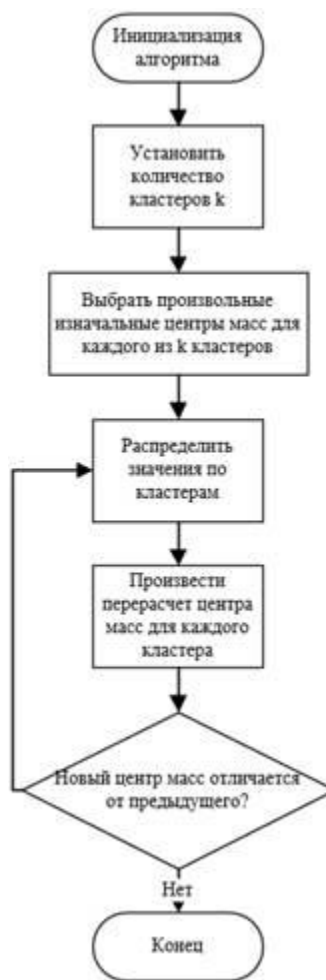 Инициализация
алгоритма
Установить
количество
кластеров k
Выбрать произвольные
изначальные центры масс для
каждого из k кластеров
Распределить
значения по
кластерам
Произвести
перерасчет центра
масс для каждого
кластера
Новый центр масс отличается
от предыдущего?
Нет
Конец